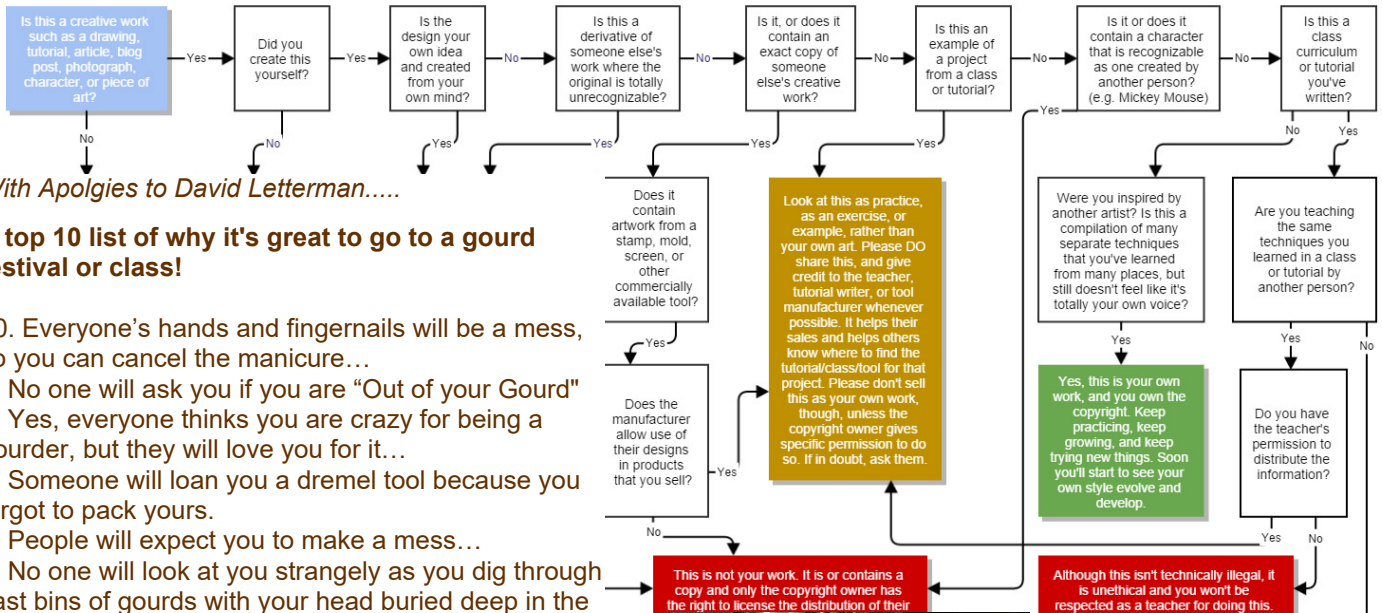 Is this a creative work
such as a drawing,
tutorial, article, blog
post, photograph,
character, or piece of
art?
Yes
Did you
create this
yourself?
Yes
Is the
design your
own idea
and created
from your
own mind?
No
Is this a
derivative of
someone else's
work where the
original is totally
unrecognizable?
No
Is it, or does it
contain an
exact copy of
someone
else's creative
work?
No
Is this an
example of
a project
from a class
or tutorial?
No
Is it or does it
contain a character
that is recognizable
as one created by
another person?
(e.g. Mickey Mouse)
No
Is this a
class
curriculum
or tutorial
you've
written?
No
No
Yes
Yes
Yes
Yes
Yes
No
Yes
With Apolgies to David Letterman.....
top 10 list of why it's great to go to a gourd
festival or class!
10. Everyone's hands and fingernails will be a mess,
so you can cancel the manicure…
No one will ask you if you are “Out of your Gourd"
Yes, everyone thinks you are crazy for being a
gourder, but they will love you for it…
Someone will loan you a dremel tool because you
forgot to pack yours.
People will expect you to make a mess…
No one will look at you strangely as you dig through
vast bins of gourds with your head buried deep in the
Does it
contain
artwork from a
stamp, mold,
screen, or
other
commercially
available tool?
Yes
Does the
manufacturer
allow use of
their designs
in products
that you sell?
Yes
No
Look at this as practice,
as an exercise, or
example, rather than
your own art. Please DO
share this, and give
credit to the teacher,
tutorial writer, or tool
manufacturer whenever
possible. It helps their
sales and helps others
know where to find the
tutorial/class/tool for that
project. Please don't sell
this as your own work,
though, unless the
copyright owner gives
specific permission to do
so. If in doubt, ask them.
Were you inspired by
another artist? Is this a
compilation of many
separate techniques
that you've learned
from many places, but
still doesn't feel like it's
totally your own voice?
Yes
Yes, this is your own
work, and you own the
copyright. Keep
practicing, keep
growing, and keep
trying new things. Soon
you'll start to see your
own style evolve and
develop.
Are you teaching
the same
techniques you
learned in a class
or tutorial by
another person?
Yes
No
Do you have
the teacher's
permission to
distribute the
information?
Yes
No
This is not your work. It is or contains a
copy and only the copyright owner has
the right to license the distribution of their
Although this isn't technically illegal, it
is unethical and you won't be
respected as a teacher for doing this.